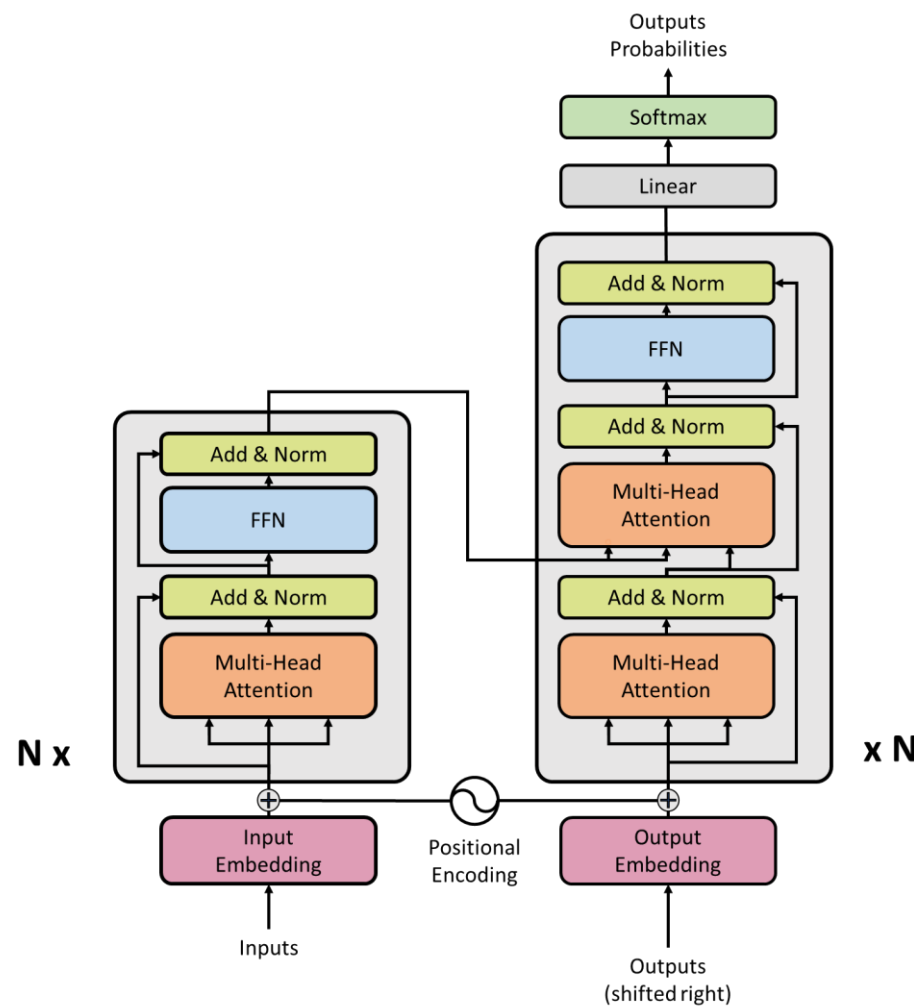 Outputs
Probabilities
Softmax
Linear
Add & Norm
FFN
Add & Norm
Multi-Head
Attention
Add & Norm
Multi-Head
Attention
x N
Output
Embedding
Outputs
(shifted right)
Add & Norm
FFN
Add & Norm
Multi-Head
Attention
N x
Input
Embedding
Inputs
Positional
Encoding